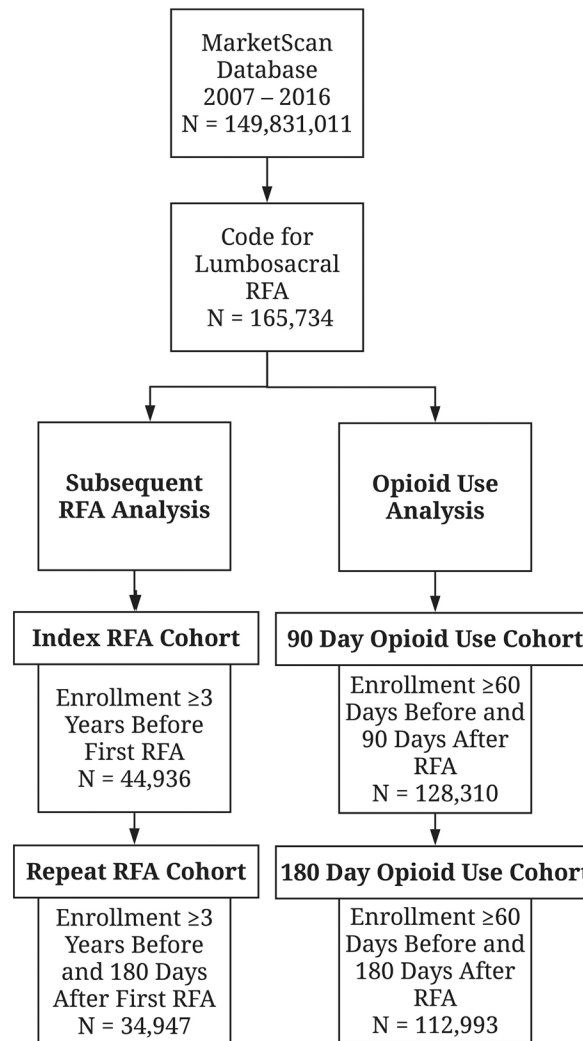 MarketScan
Database
2007 – 2016
N = 149,831,011
Code for
Lumbosacral
RFA
N = 165,734
Subsequent
RFA Analysis
Opioid Use
Analysis
Index RFA Cohort
Enrollment ≥3
Years Before
First RFA
N = 44,936
90 Day Opioid Use Cohort
Enrollment ≥60
Days Before and
90 Days After
RFA
N = 128,310
Repeat RFA Cohort
Enrollment ≥3
Years Before
and 180 Days
After First RFA
N = 34,947
180 Day Opioid Use Cohort
Enrollment ≥60
Days Before and
180 Days After
RFA
N = 112,993